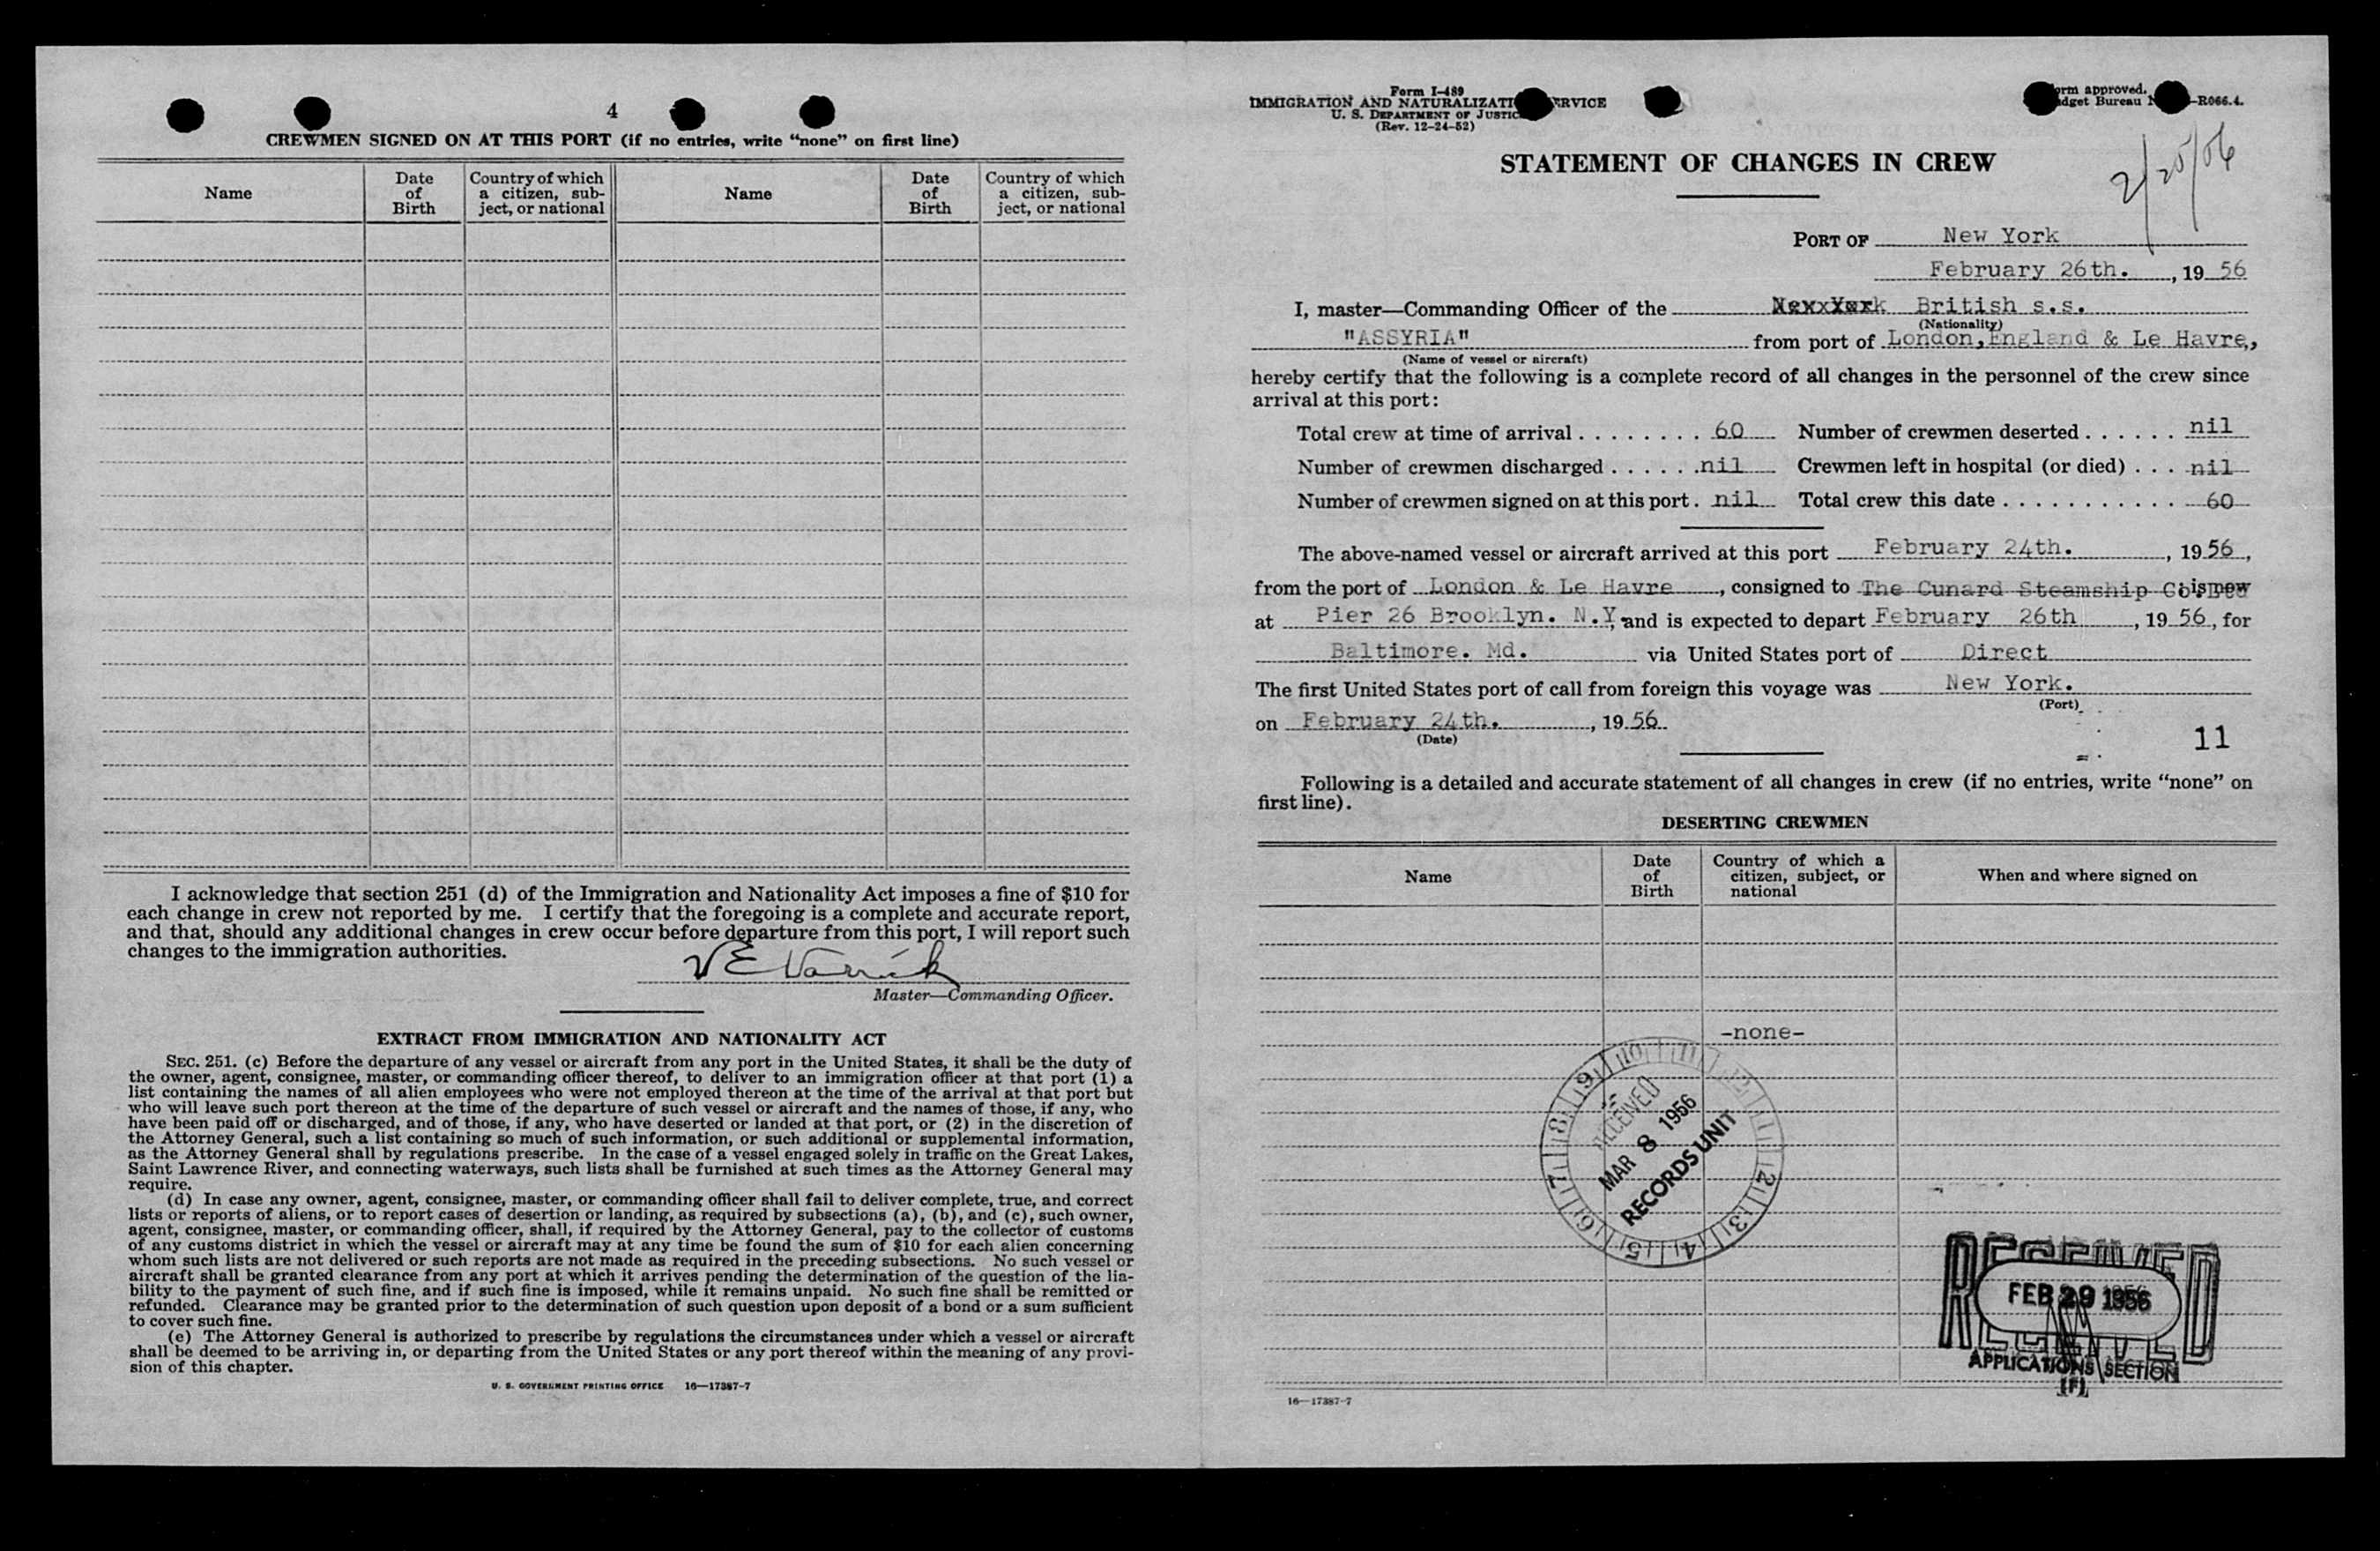 4
CREWMEN SIGNED ON AT THIS PORT (if no entries, write “none” on first line)
Name
Date of Birth
Country of which a citizen, subject, or national
Name
Date of Birth
Country of which a citizen, subject, or national
I acknowledge that section 251 (d) of the Immigration and Nationality Act imposes a fine of $10 for
each change in crew not reported by me. I certify that the foregoing is a complete and accurate report,
and that, should any additional changes in crew occur before departure from this port, I will report such
changes to the immigration authorities.
Master—Commanding Officer.
EXTRACT FROM IMMIGRATION AND NATIONALITY ACT
SEC. 251. (c) Before the departure of any vessel or aircraft from any port in the United States, it shall be the duty of
the owner, agent, consignee, master, or commanding officer thereof, to deliver to an immigration officer at that port (1) a
list containing the names of all alien employees who were not employed thereon at the time of the arrival at that port but
who will leave such port thereon at the time of the departure of such vessel or aircraft and the names of those, if any, who
have been paid off or discharged, and of those, if any, who have deserted or landed at that port, or (2) in the discretion of
the Attorney General, such a list containing so much of such information, or such additional or supplemental information,
as the Attorney General shall by regulations prescribe. In the case of a vessel engaged solely in traffic on the Great Lakes,
Saint Lawrence River, and connecting waterways, such lists shall be furnished at such times as the Attorney General may
require.
(d) In case any owner, agent, consignee, master, or commanding officer shall fail to deliver complete, true, and correct
lists or reports of aliens, or to report cases of desertion or landing, as required by subsections (a), (b), and (c), such owner,
agent, consignee, master, or commanding officer, shall, if required by the Attorney General, pay to the collector of customs
of any customs district in which the vessel or aircraft may at any time be found the sum of $10 for each alien concerning
whom such lists are not delivered or such reports are not made as required in the preceding subsections. No such vessel or
aircraft shall be granted clearance from any port at which it arrives pending the determination of the question of the lia-
bility to the payment of such fine, and if such fine is imposed, while it remains unpaid. No such fine shall be remitted or
refunded. Clearance may be granted prior to the determination of such question upon deposit of a bond or a sum sufficient
to cover such fine.
(e) The Attorney General is authorized to prescribe by regulations the circumstances under which a vessel or aircraft
shall be deemed to be arriving in, or departing from the United States or any port thereof within the meaning of any provi-
sion of this chapter.
U. S. GOVERNMENT PRINTING OFFICE 16—17387-7
Form I-489
IMMIGRATION AND NATURALIZATI RVICE
U. S. DEPARTMENT OF JUSTIC
(Rev. 12-24-52)
orm approved.
dget Bureau -R066.4.
STATEMENT OF CHANGES IN CREW
PORT OF New York
February 26th. , 19 56
I, master—Commanding Officer of the British s.s.
(Nationality)
"ASSYRIA" from port of London, England & Le Havre,
(Name of vessel or aircraft)
hereby certify that the following is a complete record of all changes in the personnel of the crew since
arrival at this port:
Total crew at time of arrival . . . . . . . . 60 Number of crewmen deserted . . . . . . nil
Number of crewmen discharged . . . . . . nil Crewmen left in hospital (or died) . . . nil
Number of crewmen signed on at this port . nil Total crew this date . . . . . . . . . . . . 60
The above-named vessel or aircraft arrived at this port February 24th. , 19 56 ,
from the port of London & Le Havre , consigned to The Cunard Steamship Co is now
at Pier 26 Brooklyn. N.Y, and is expected to depart February 26th , 19 56 , for
Baltimore. Md. via United States port of Direct
The first United States port of call from foreign this voyage was New York.
(Port)
on February 24th. , 19 56
(Date)
11
Following is a detailed and accurate statement of all changes in crew (if no entries, write “none” on
first line).
DESERTING CREWMEN
Name
Date of Birth
Country of which a citizen, subject, or national
When and where signed on
-none-
RECEIVED
MAR 8 1956
RECORDS UNIT
RECEIVED
FEB 29 1956
APPLICATIONS SECTION
(F)
16—17387-7